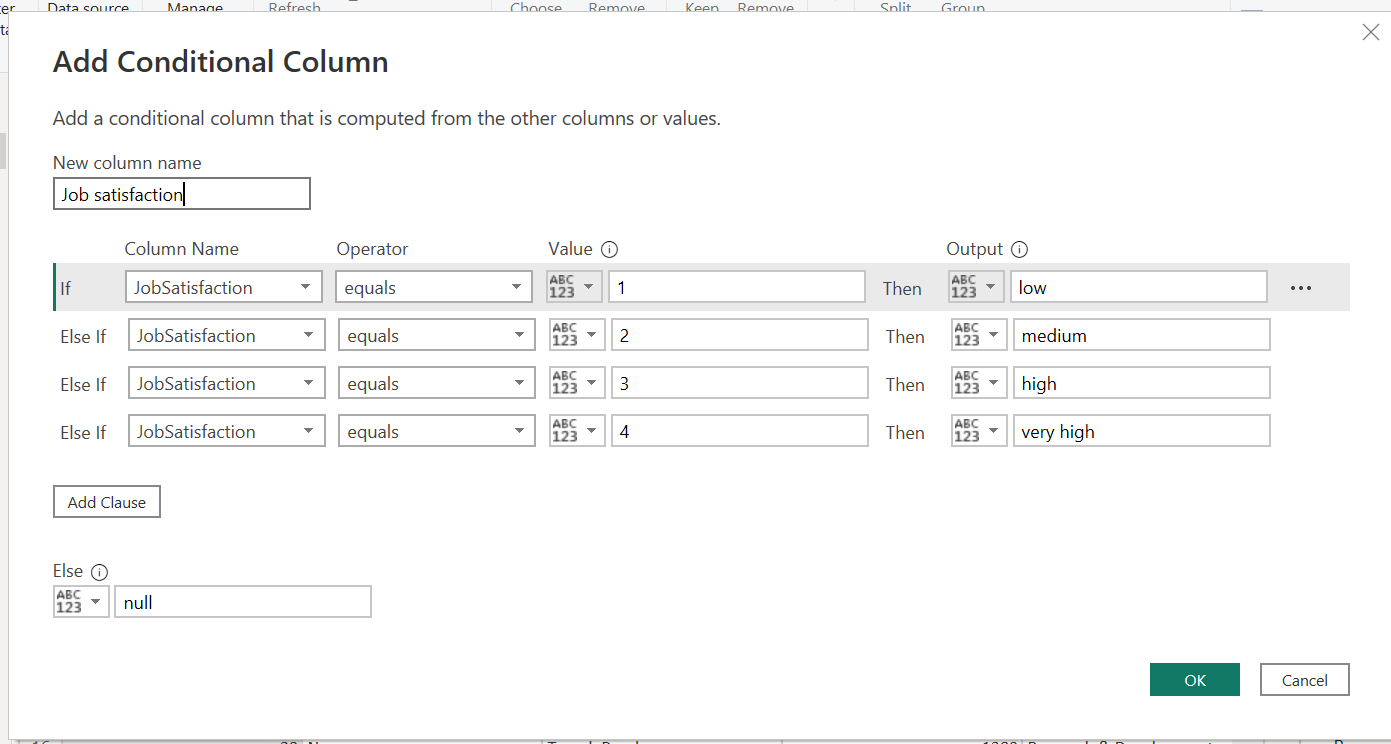 Data source Manage Refresh Choose Remove Keep Remove Split Group
Add Conditional Column
Add a conditional column that is computed from the other columns or values.
New column name
Job satisfaction
Column Name Operator Value Output
If JobSatisfaction equals ABC 123 1 Then ABC 123 low ...
Else If JobSatisfaction equals ABC 123 2 Then ABC 123 medium
Else If JobSatisfaction equals ABC 123 3 Then ABC 123 high
Else If JobSatisfaction equals ABC 123 4 Then ABC 123 very high
Add Clause
Else
ABC 123 null
OK Cancel